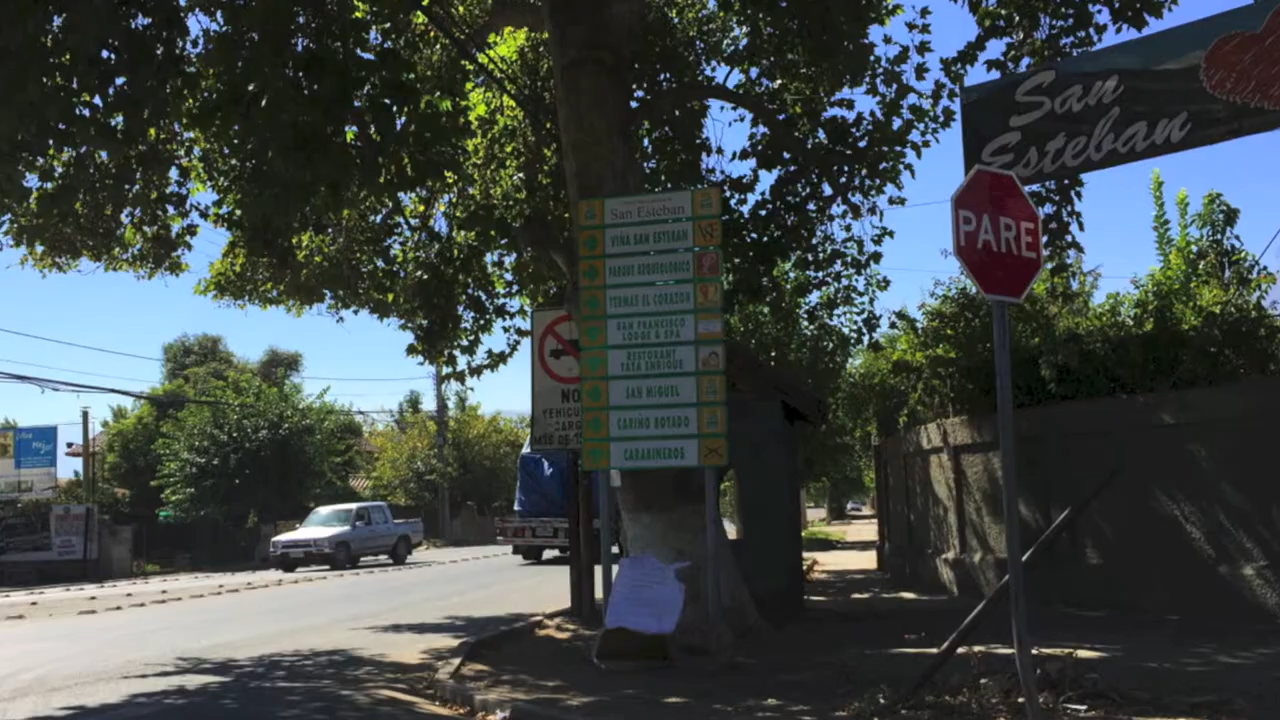 San
Esteban
PARE
San Esteban
VIÑA SAN ESTEBAN
PARQUE ARQUEOLOGICO
TERMAS EL CORAZON
SAN FRANCISCO
LODGE & SPA
RESTORANT
TATA ENRIQUE
SAN MIGUEL
CARIÑO BOTADO
CARABINEROS
NO